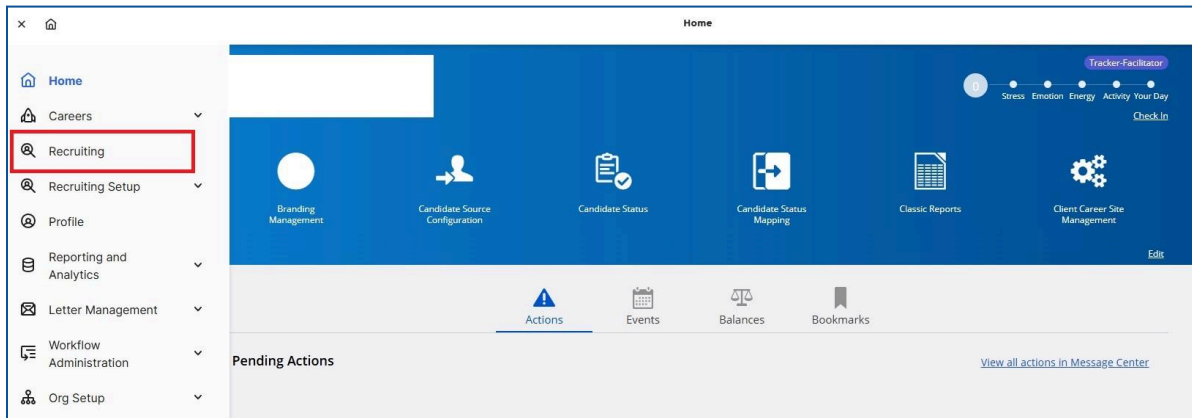 Home
Home
Careers
Recruiting
Recruiting Setup
Profile
Reporting and
Analytics
Letter Management
Workflow
Administration
Org Setup
Tracker-Facilitator
0
Stress Emotion Energy Activity Your Day
Check In
Branding
Management
Candidate Source
Configuration
Candidate Status
Candidate Status
Mapping
Classic Reports
Client Career Site
Management
Edit
Actions Events Balances Bookmarks
Pending Actions
View all actions in Message Center